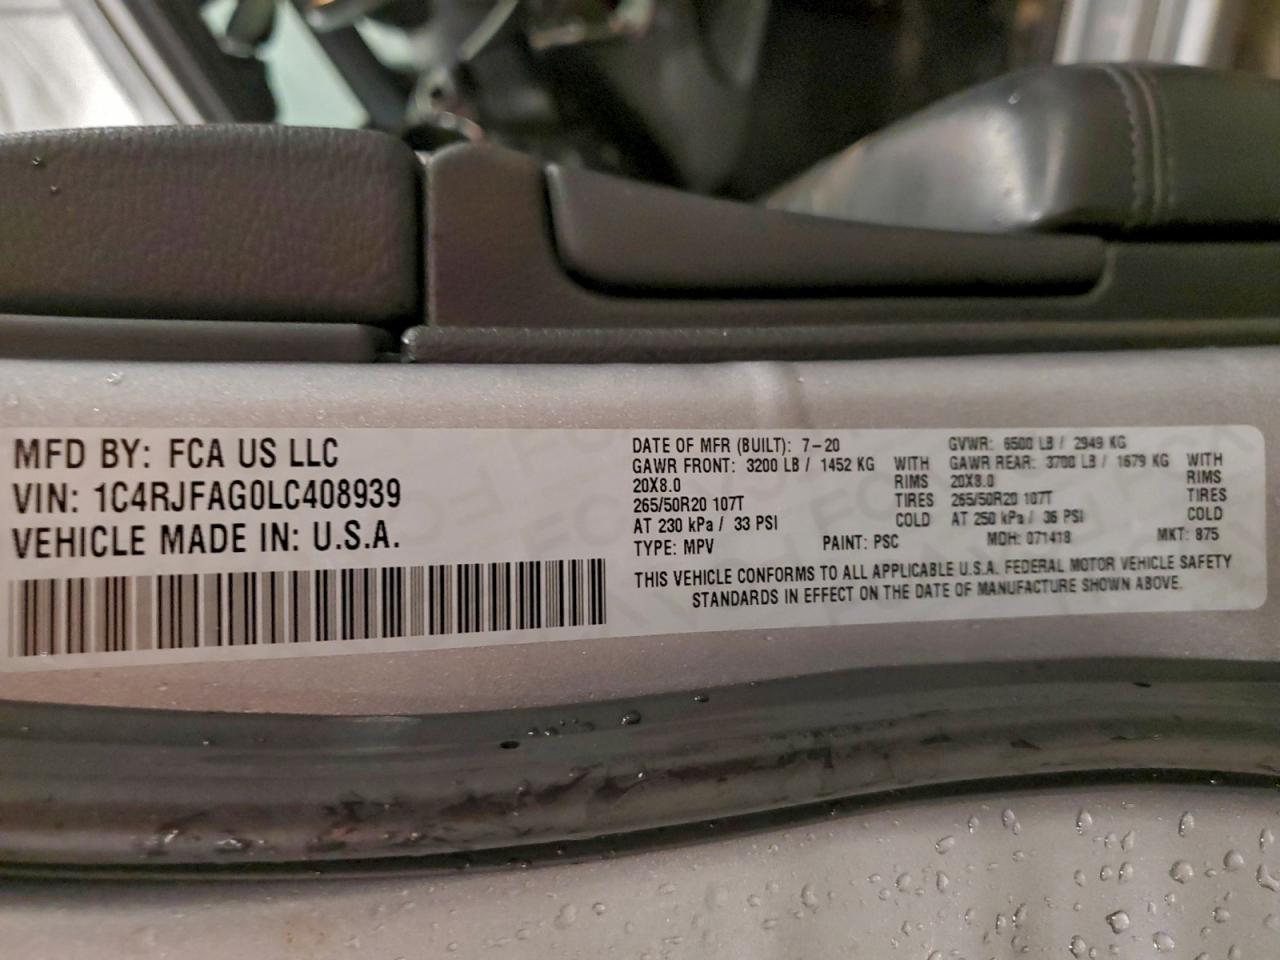 MFD BY: FCA US LLC
VIN: 1C4RJFAG0LC408939
VEHICLE MADE IN: U.S.A.
DATE OF MFR (BUILT): 7-20 GVWR: 6500 LB / 2949 KG
GAWR FRONT: 3200 LB / 1452 KG WITH GAWR REAR: 3700 LB / 1679 KG WITH
20X8.0 RIMS 20X8.0 RIMS
265/50R20 107T TIRES 265/50R20 107T TIRES
AT 230 kPa / 33 PSI COLD AT 250 kPa / 36 PSI COLD
TYPE: MPV PAINT: PSC MDH: 071418 MKT: 875
THIS VEHICLE CONFORMS TO ALL APPLICABLE U.S.A. FEDERAL MOTOR VEHICLE SAFETY
STANDARDS IN EFFECT ON THE DATE OF MANUFACTURE SHOWN ABOVE.